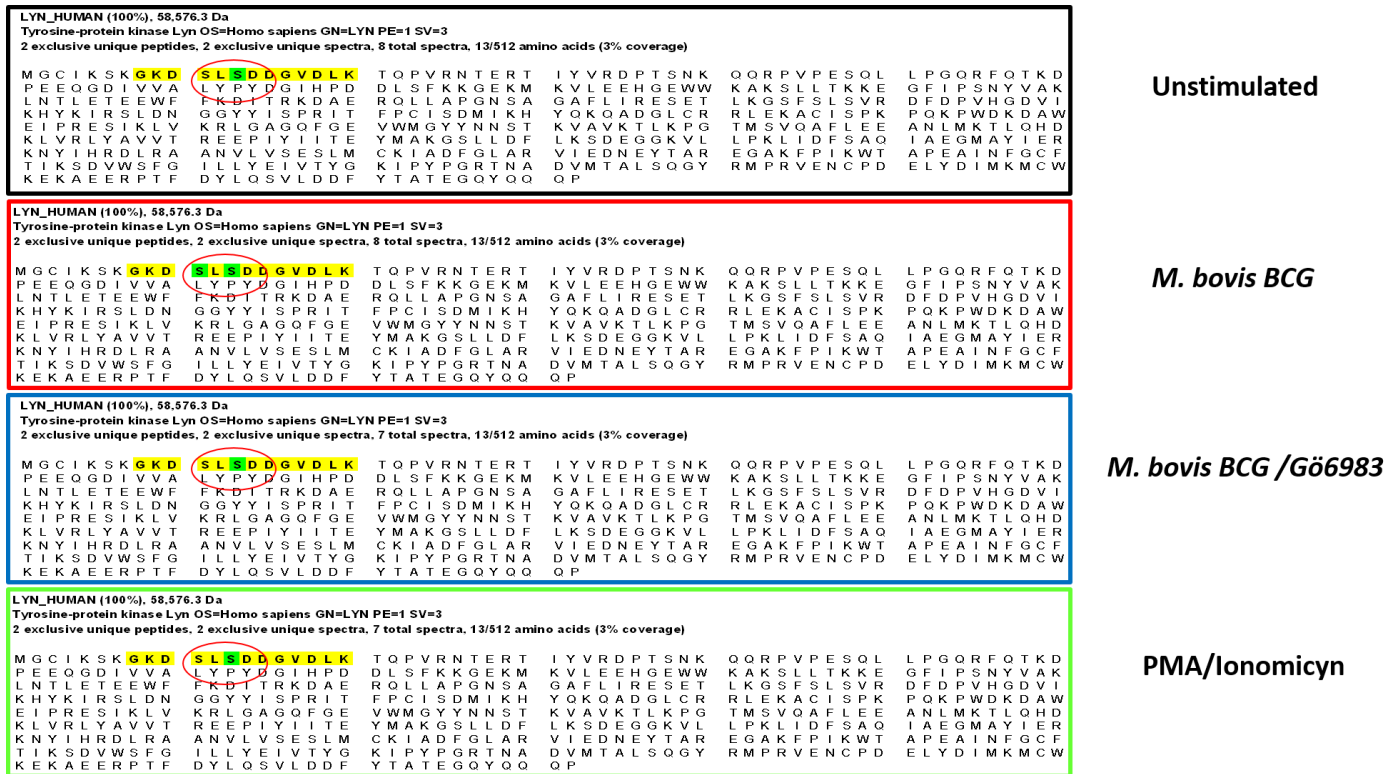 LYN_HUMAN (100%), 58,576.3 Da
Tyrosine-protein kinase Lyn OS=Homo sapiens GN=LYN PE=1 SV=3
2 exclusive unique peptides, 2 exclusive unique spectra, 8 total spectra, 13/512 amino acids (3% coverage)
MGCIKSKGKD SLSDDGVDLK TQPVRNTERT IYVRDPTSNK QQRPVPESQL LPGQRFQTKD
PEEQGDIVVA LYPYDGIHPD DLSFKKGEKM KVLEEHGEWW KAKSLLTKKE GFIPSNYVAK
LNTLETEEWF FKDITRKDAE RQLLAPGNSA GAFLIRESET LKGSFSLSVR DFDPVHGDVI
KHYKIRSLDN GGYYISPRIT FPCISDMIKH YQKQADGLCR RLEKACISPK PQKPWDKDAW
EIPRESIKLV KRLGAGQFGE VWMGYYNNST KVAVKTLKPG TMSVQAFLEE ANLMKTLQHD
KLVRLYAVVT REEPIYIITE YMAKGSLLDF LKSDEGGKVL LPKLIDFSAQ IAEGMAYIER
KNYIHRDLRA ANVLVSESLM CKIADFGLAR VIEDNEYTAR EGAKFPIKWT APEAINFGCF
TIKSDVWSFG ILLYEIVTYG KIPYPGRTNA DVMTALSQGY RMPRVENCPD ELYDIMKMCW
KEKAEERPTF DYLQSVLDDF YTATEGQYQQ QP
Unstimulated
LYN_HUMAN (100%), 58,576.3 Da
Tyrosine-protein kinase Lyn OS=Homo sapiens GN=LYN PE=1 SV=3
2 exclusive unique peptides, 2 exclusive unique spectra, 8 total spectra, 13/512 amino acids (3% coverage)
MGCIKSKGKD SLSDDGVDLK TQPVRNTERT IYVRDPTSNK QQRPVPESQL LPGQRFQTKD
PEEQGDIVVA LYPYDGIHPD DLSFKKGEKM KVLEEHGEWW KAKSLLTKKE GFIPSNYVAK
LNTLETEEWF FKDITRKDAE RQLLAPGNSA GAFLIRESET LKGSFSLSVR DFDPVHGDVI
KHYKIRSLDN GGYYISPRIT FPCISDMIKH YQKQADGLCR RLEKACISPK PQKPWDKDAW
EIPRESIKLV KRLGAGQFGE VWMGYYNNST KVAVKTLKPG TMSVQAFLEE ANLMKTLQHD
KLVRLYAVVT REEPIYIITE YMAKGSLLDF LKSDEGGKVL LPKLIDFSAQ IAEGMAYIER
KNYIHRDLRA ANVLVSESLM CKIADFGLAR VIEDNEYTAR EGAKFPIKWT APEAINFGCF
TIKSDVWSFG ILLYEIVTYG KIPYPGRTNA DVMTALSQGY RMPRVENCPD ELYDIMKMCW
KEKAEERPTF DYLQSVLDDF YTATEGQYQQ QP
M. bovis BCG
LYN_HUMAN (100%), 58,576.3 Da
Tyrosine-protein kinase Lyn OS=Homo sapiens GN=LYN PE=1 SV=3
2 exclusive unique peptides, 2 exclusive unique spectra, 7 total spectra, 13/512 amino acids (3% coverage)
MGCIKSKGKD SLSDDGVDLK TQPVRNTERT IYVRDPTSNK QQRPVPESQL LPGQRFQTKD
PEEQGDIVVA LYPYDGIHPD DLSFKKGEKM KVLEEHGEWW KAKSLLTKKE GFIPSNYVAK
LNTLETEEWF FKDITRKDAE RQLLAPGNSA GAFLIRESET LKGSFSLSVR DFDPVHGDVI
KHYKIRSLDN GGYYISPRIT FPCISDMIKH YQKQADGLCR RLEKACISPK PQKPWDKDAW
EIPRESIKLV KRLGAGQFGE VWMGYYNNST KVAVKTLKPG TMSVQAFLEE ANLMKTLQHD
KLVRLYAVVT REEPIYIITE YMAKGSLLDF LKSDEGGKVL LPKLIDFSAQ IAEGMAYIER
KNYIHRDLRA ANVLVSESLM CKIADFGLAR VIEDNEYTAR EGAKFPIKWT APEAINFGCF
TIKSDVWSFG ILLYEIVTYG KIPYPGRTNA DVMTALSQGY RMPRVENCPD ELYDIMKMCW
KEKAEERPTF DYLQSVLDDF YTATEGQYQQ QP
M. bovis BCG /Gö6983
LYN_HUMAN (100%), 58,576.3 Da
Tyrosine-protein kinase Lyn OS=Homo sapiens GN=LYN PE=1 SV=3
2 exclusive unique peptides, 2 exclusive unique spectra, 7 total spectra, 13/512 amino acids (3% coverage)
MGCIKSKGKD SLSDDGVDLK TQPVRNTERT IYVRDPTSNK QQRPVPESQL LPGQRFQTKD
PEEQGDIVVA LYPYDGIHPD DLSFKKGEKM KVLEEHGEWW KAKSLLTKKE GFIPSNYVAK
LNTLETEEWF FKDITRKDAE RQLLAPGNSA GAFLIRESET LKGSFSLSVR DFDPVHGDVI
KHYKIRSLDN GGYYISPRIT FPCISDMIKH YQKQADGLCR RLEKACISPK PQKPWDKDAW
EIPRESIKLV KRLGAGQFGE VWMGYYNNST KVAVKTLKPG TMSVQAFLEE ANLMKTLQHD
KLVRLYAVVT REEPIYIITE YMAKGSLLDF LKSDEGGKVL LPKLIDFSAQ IAEGMAYIER
KNYIHRDLRA ANVLVSESLM CKIADFGLAR VIEDNEYTAR EGAKFPIKWT APEAINFGCF
TIKSDVWSFG ILLYEIVTYG KIPYPGRTNA DVMTALSQGY RMPRVENCPD ELYDIMKMCW
KEKAEERPTF DYLQSVLDDF YTATEGQYQQ QP
PMA/Ionomicyn